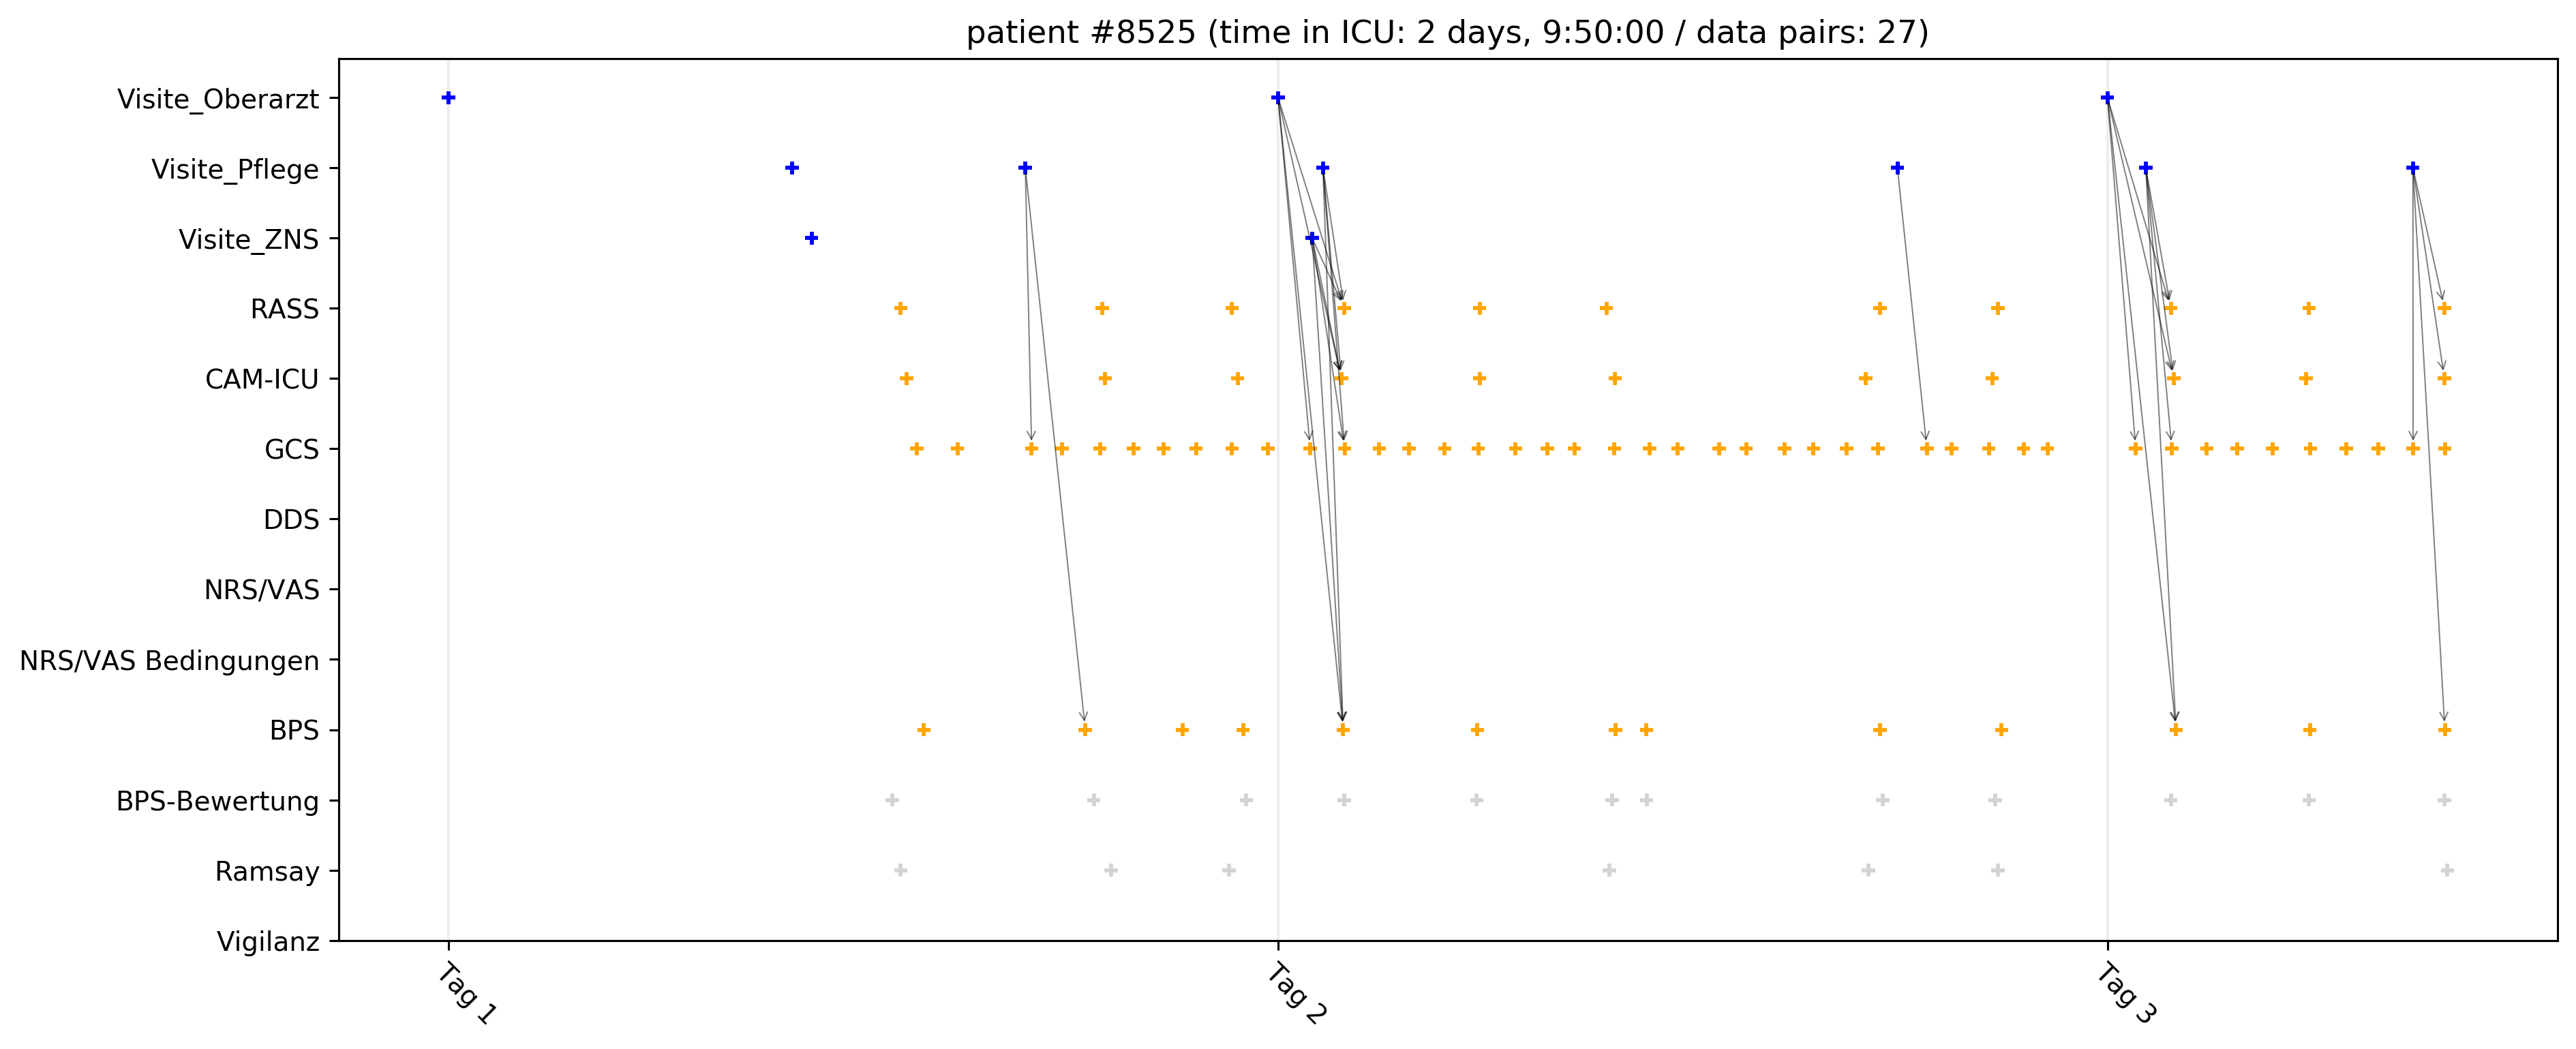 patient #8525 (time in ICU: 2 days, 9:50:00 / data pairs: 27)
Visite_Oberarzt
Visite_Pflege
Visite_ZNS
RASS
CAM-ICU
GCS
DDS
NRS/VAS
NRS/VAS Bedingungen
BPS
BPS-Bewertung
Ramsay
Vigilanz
Tag 1
Tag 2
Tag 3